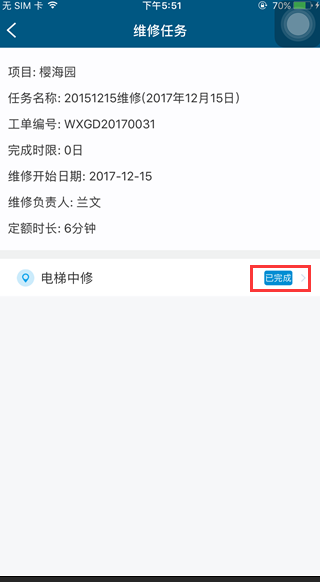 无 SIM 卡 下午5:51 70%
维修任务
项目: 樱海园
任务名称: 20151215维修(2017年12月15日)
工单编号: WXGD20170031
完成时限: 0日
维修开始日期: 2017-12-15
维修负责人: 兰文
定额时长: 6分钟
电梯中修 已完成